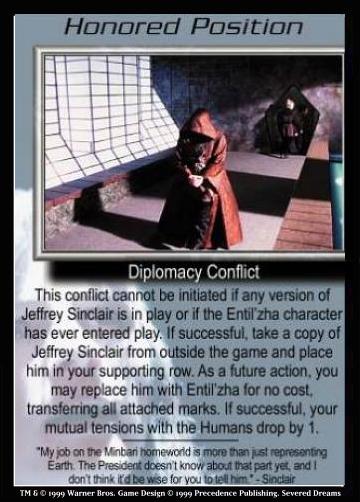 Honored Position
Diplomacy Conflict
This conflict cannot be initiated if any version of
Jeffrey Sinclair is in play or if the Entil'zha character
has ever entered play. If successful, take a copy of
Jeffrey Sinclair from outside the game and place
him in your supporting row. As a future action, you
may replace him with Entil'zha for no cost,
transferring all attached marks. If successful, your
mutual tensions with the Humans drop by 1.
"My job on the Minbari homeworld is more than just representing
Earth. The President doesn't know about that part yet, and I
don't think it'd be wise for you to tell him." - Sinclair
TM & © 1999 Warner Bros. Game Design © 1999 Precedence Publishing. Severed Dreams